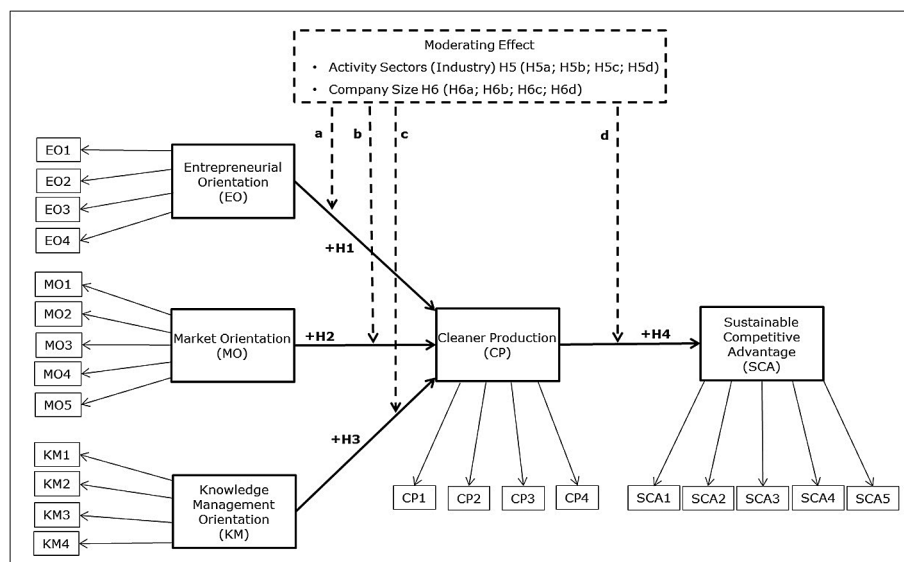 Moderating Effect
• Activity Sectors (Industry) H5 (H5a; H5b; H5c; H5d)
• Company Size H6 (H6a; H6b; H6c; H6d)
a
b
c
d
EO1
EO2
EO3
EO4
Entrepreneurial
Orientation
(EO)
+H1
MO1
MO2
MO3
MO4
MO5
Market Orientation
(MO)
+H2
Cleaner Production
(CP)
+H4
Sustainable
Competitive
Advantage
(SCA)
+H3
KM1
KM2
KM3
KM4
Knowledge
Management
Orientation
(KM)
CP1
CP2
CP3
CP4
SCA1
SCA2
SCA3
SCA4
SCA5